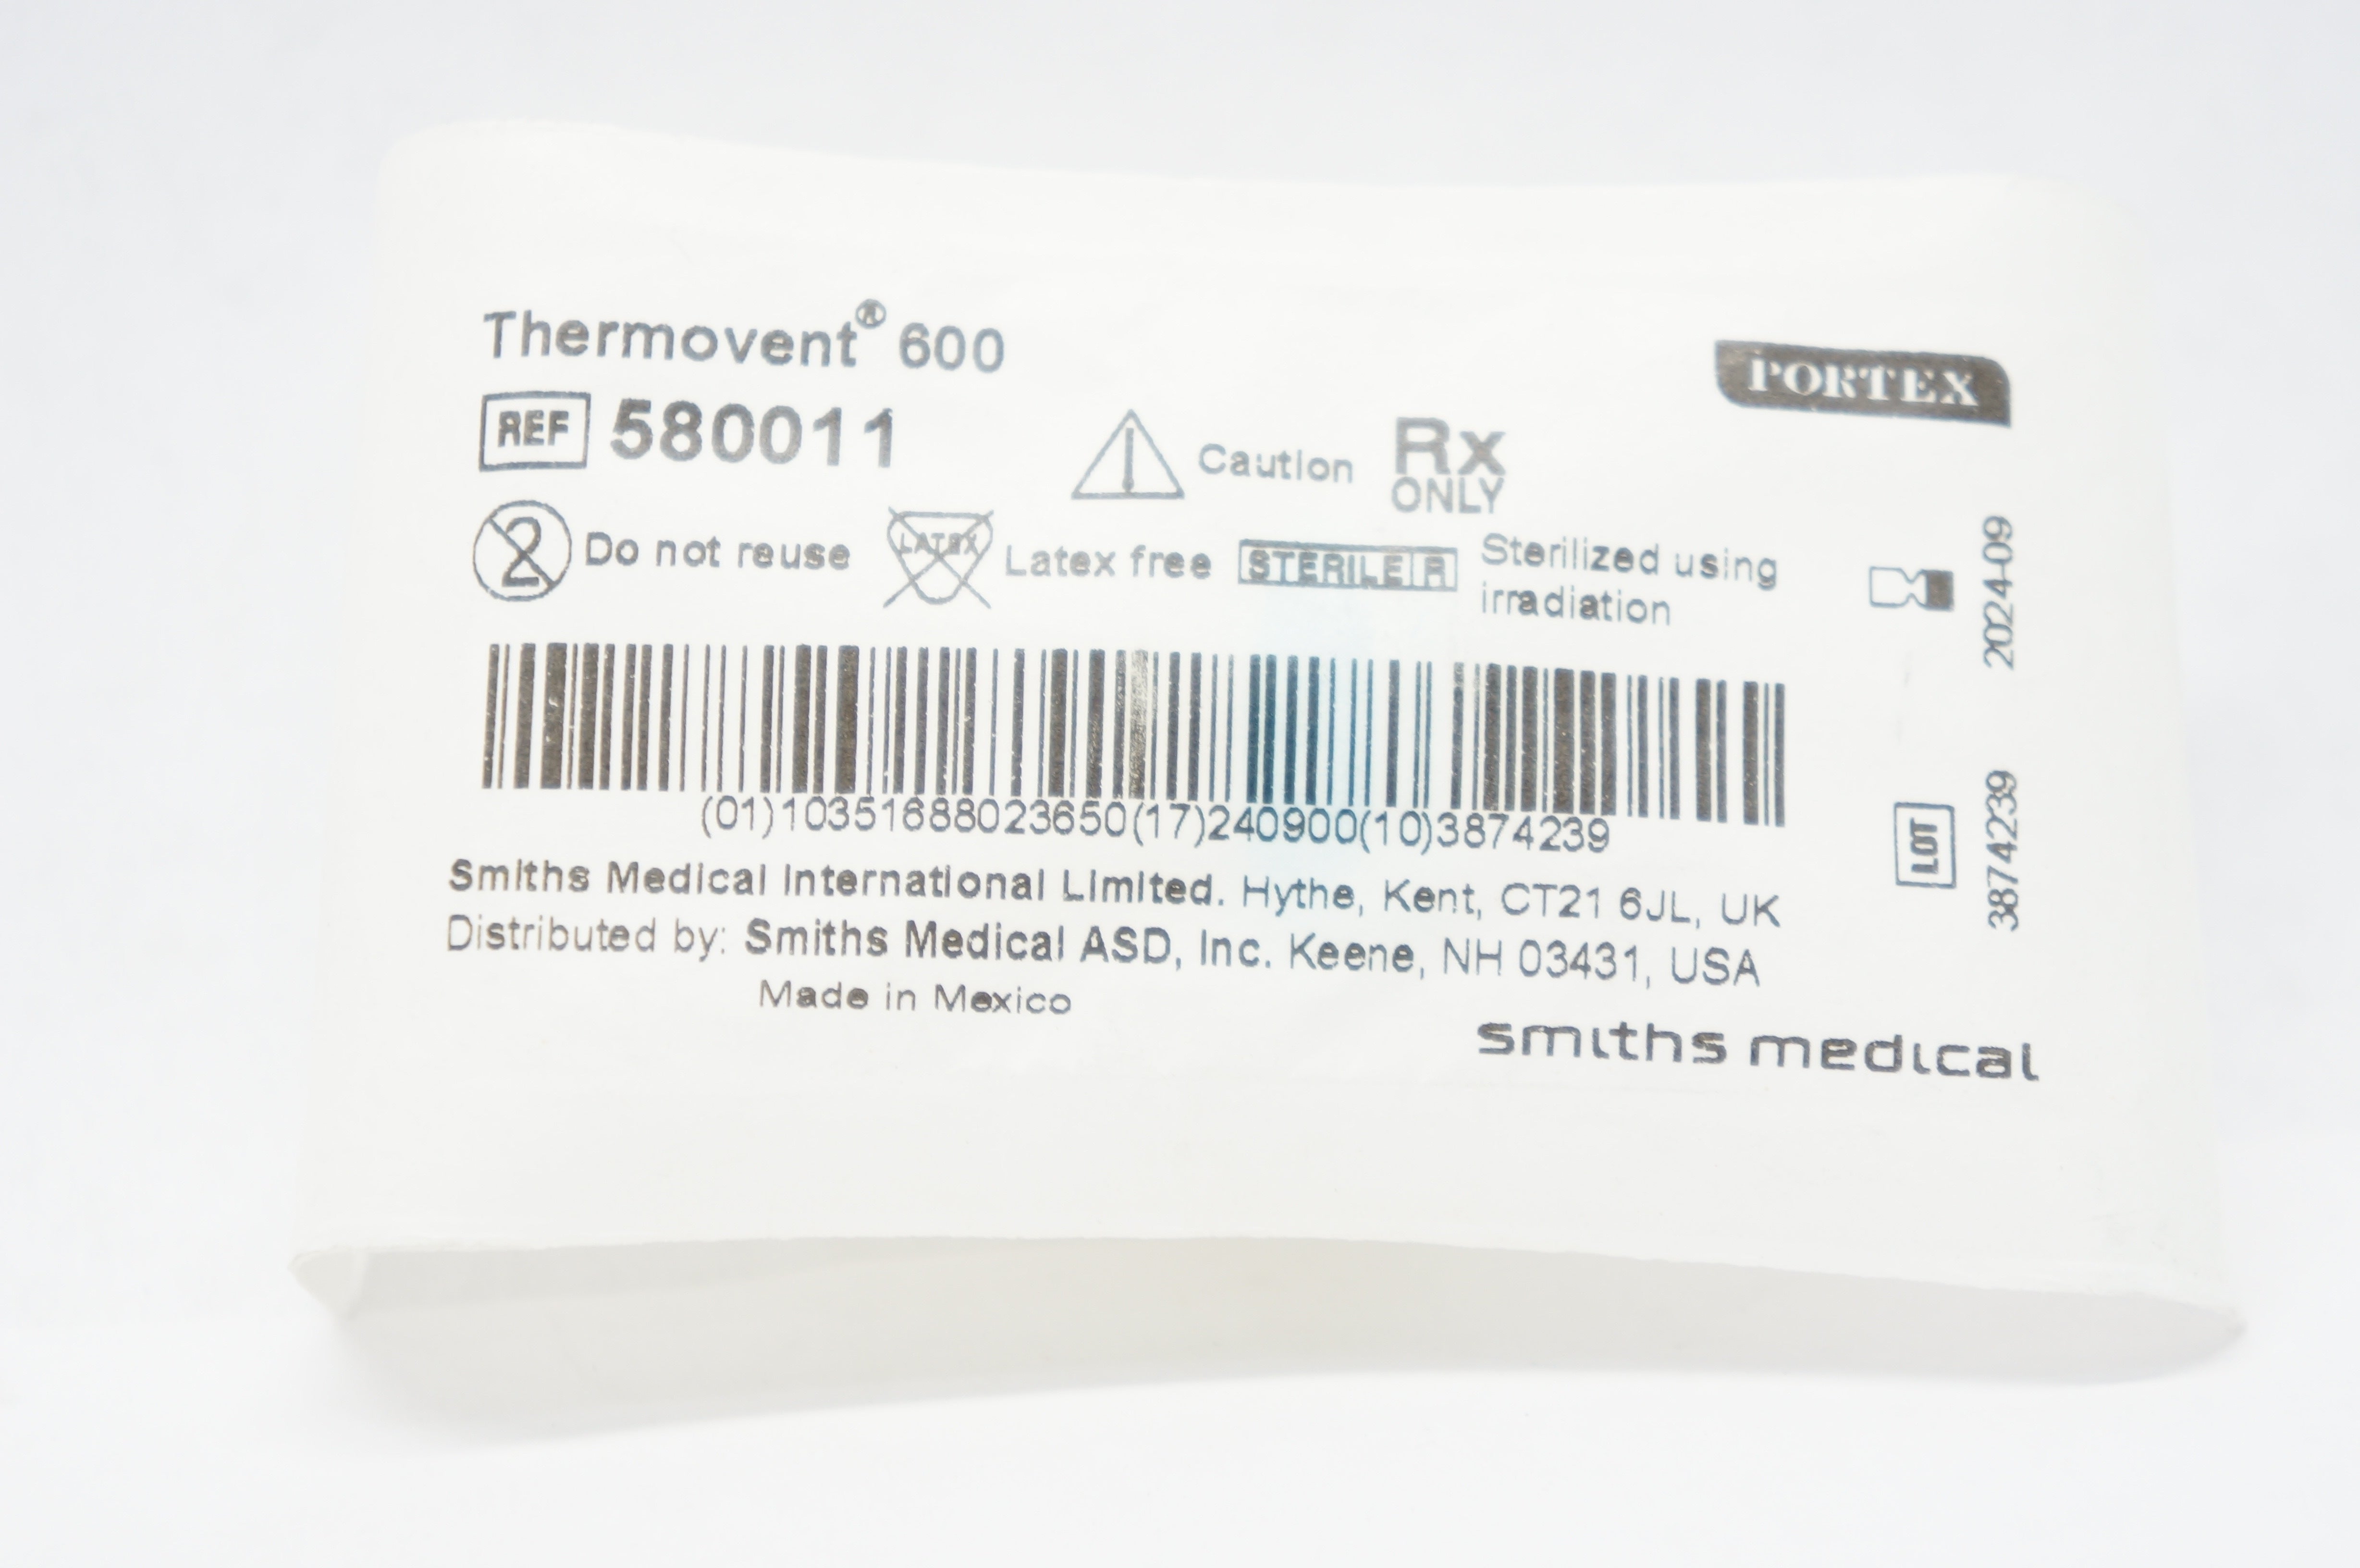 Thermovent® 600
PORTEX
REF 580011
Caution
Rx
ONLY
2 Do not reuse
LATEX Latex free
STERILE R
Sterilized using
irradiation
2024-09
(01)10351688023650(17)240900(10)3874239
LOT 3874239
Smiths Medical International Limited. Hythe, Kent, CT21 6JL, UK
Distributed by: Smiths Medical ASD, Inc. Keene, NH 03431, USA
Made in Mexico
smiths medical